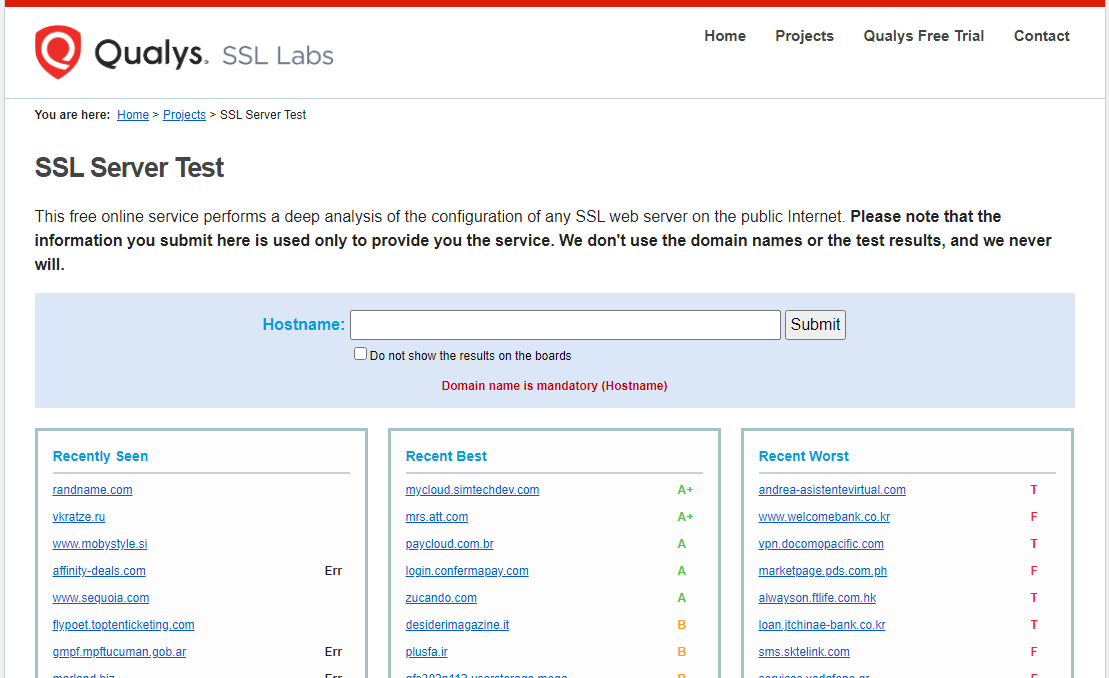 Qualys. SSL Labs
Home Projects Qualys Free Trial Contact
You are here: Home > Projects > SSL Server Test
SSL Server Test
This free online service performs a deep analysis of the configuration of any SSL web server on the public Internet. Please note that the
information you submit here is used only to provide you the service. We don't use the domain names or the test results, and we never
will.
Hostname: Submit
Do not show the results on the boards
Domain name is mandatory (Hostname)
Recently Seen
randname.com
vkratze.ru
www.mobystyle.si
affinity-deals.com Err
www.sequoia.com
flypoet.toptenticketing.com
gmpf.mpftucuman.gob.ar Err
Err
Recent Best
mycloud.simtechdev.com A+
mrs.att.com A+
paycloud.com.br A
login.confermapay.com A
zucando.com A
desiderimagazine.it B
plusfa.ir B
B
Recent Worst
andrea-asistentevirtual.com T
www.welcomebank.co.kr F
vpn.docomopacific.com T
marketpage.pds.com.ph F
alwayson.ftlife.com.hk T
loan.jtchinae-bank.co.kr T
sms.sktelink.com F